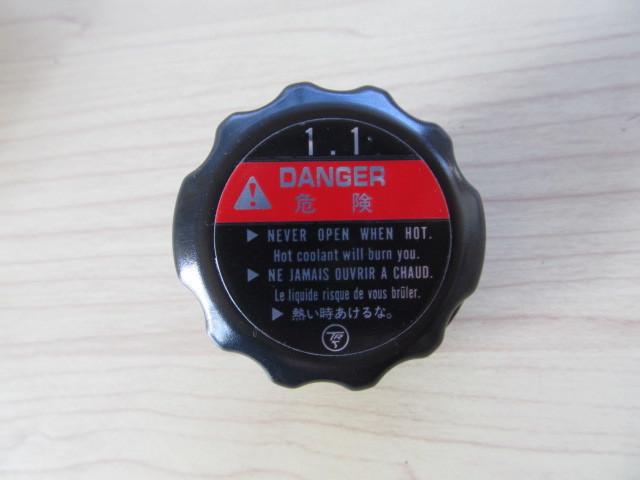 1.1
DANGER
危険
▶ NEVER OPEN WHEN HOT.
Hot coolant will burn you.
▶ NE JAMAIS OUVRIR A CHAUD.
Le liquide risque de vous brûler.
▶ 熱い時あけるな。